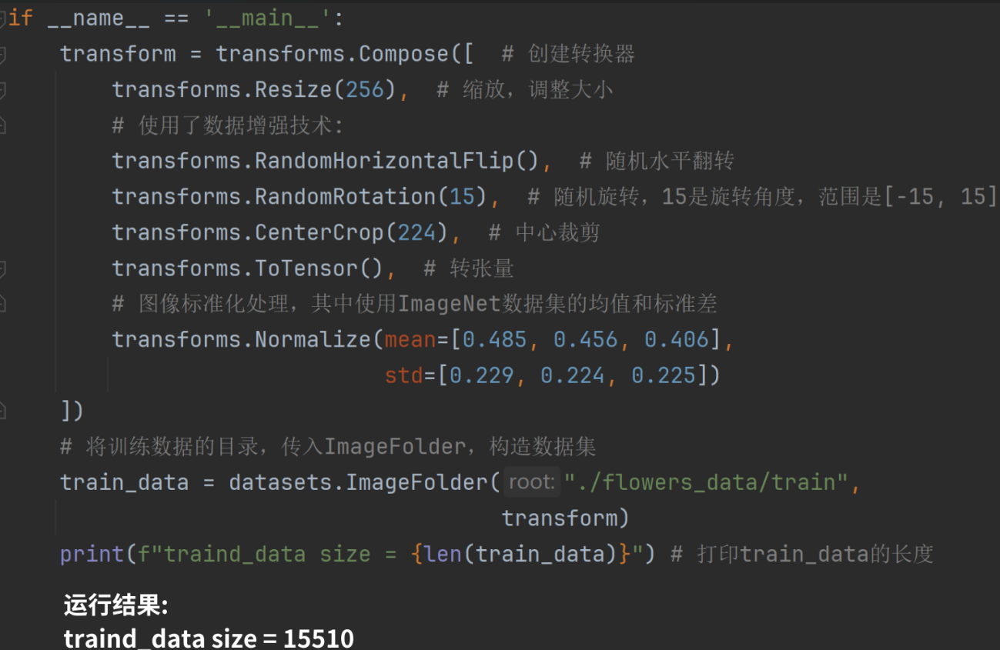 if __name__ == '__main__':
    transform = transforms.Compose([  # 创建转换器
        transforms.Resize(256),  # 缩放，调整大小
        # 使用了数据增强技术：
        transforms.RandomHorizontalFlip(),  # 随机水平翻转
        transforms.RandomRotation(15),  # 随机旋转，15是旋转角度，范围是[-15, 15]
        transforms.CenterCrop(224),  # 中心裁剪
        transforms.ToTensor(),  # 转张量
        # 图像标准化处理，其中使用ImageNet数据集的均值和标准差
        transforms.Normalize(mean=[0.485, 0.456, 0.406],
                             std=[0.229, 0.224, 0.225])
    ])
    # 将训练数据的目录，传入ImageFolder，构造数据集
    train_data = datasets.ImageFolder( root: "./flowers_data/train",
                                      transform)
    print(f"traind_data size = {len(train_data)}") # 打印train_data的长度
运行结果:
traind_data size = 15510